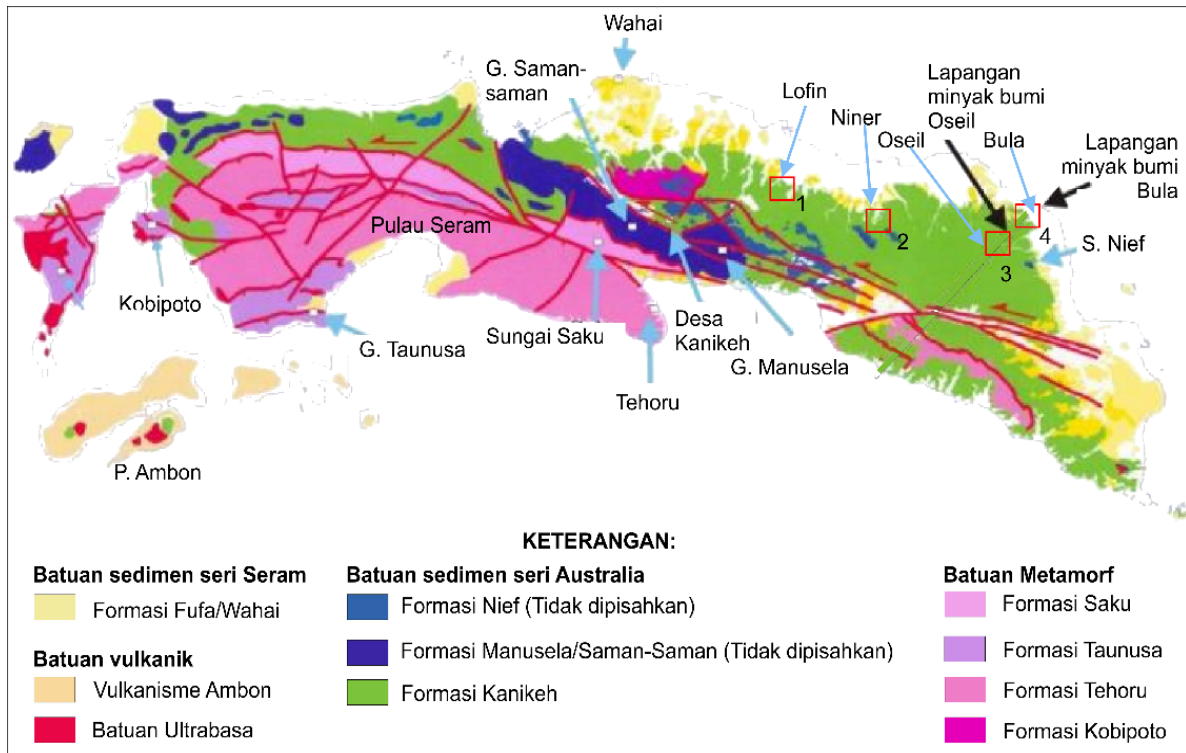 Wahai
G. Saman-
saman
Lofin
Niner
Lapangan
minyak bumi
Oseil
Oseil
Bula
Lapangan
minyak bumi
Bula
1
2
3
4
S. Nief
Pulau Seram
Kobipoto
G. Taunusa
Sungai Saku
Desa
Kanikeh
G. Manusela
Tehoru
P. Ambon
KETERANGAN:
Batuan sedimen seri Seram
Formasi Fufa/Wahai
Batuan vulkanik
Vulkanisme Ambon
Batuan Ultrabasa
Batuan sedimen seri Australia
Formasi Nief (Tidak dipisahkan)
Formasi Manusela/Saman-Saman (Tidak dipisahkan)
Formasi Kanikeh
Batuan Metamorf
Formasi Saku
Formasi Taunusa
Formasi Tehoru
Formasi Kobipoto